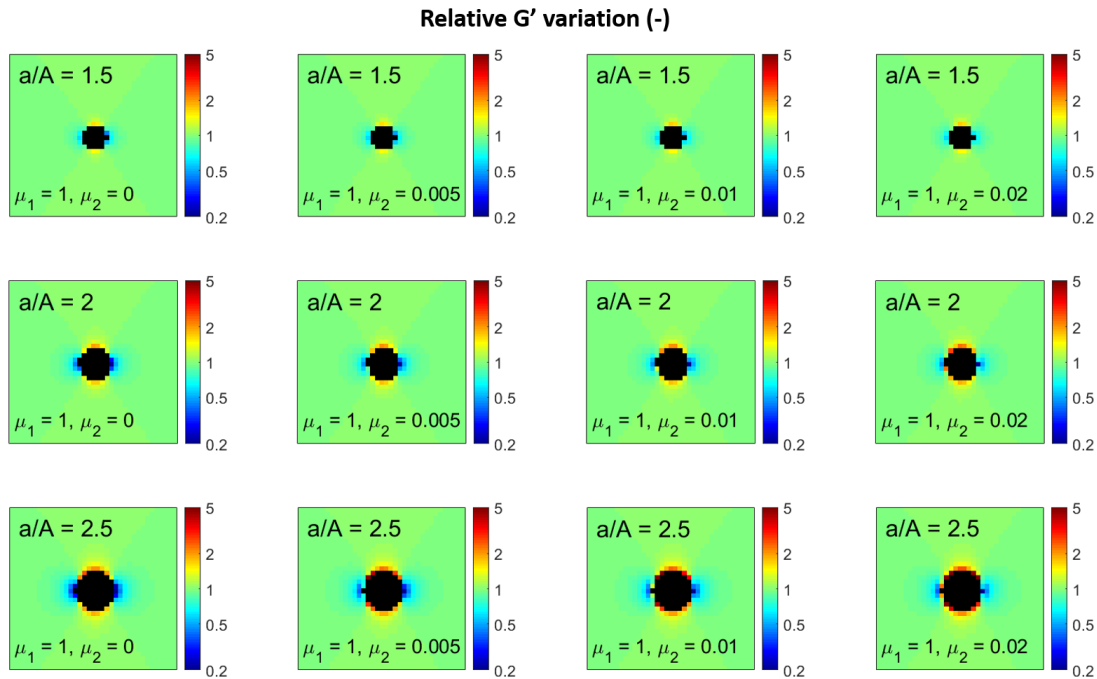 Relative G’ variation (-)
a/A = 1.5
μ1 = 1, μ2 = 0
5
2
1
0.5
0.2
a/A = 1.5
μ1 = 1, μ2 = 0.005
5
2
1
0.5
0.2
a/A = 1.5
μ1 = 1, μ2 = 0.01
5
2
1
0.5
0.2
a/A = 1.5
μ1 = 1, μ2 = 0.02
5
2
1
0.5
0.2
a/A = 2
μ1 = 1, μ2 = 0
5
2
1
0.5
0.2
a/A = 2
μ1 = 1, μ2 = 0.005
5
2
1
0.5
0.2
a/A = 2
μ1 = 1, μ2 = 0.01
5
2
1
0.5
0.2
a/A = 2
μ1 = 1, μ2 = 0.02
5
2
1
0.5
0.2
a/A = 2.5
μ1 = 1, μ2 = 0
5
2
1
0.5
0.2
a/A = 2.5
μ1 = 1, μ2 = 0.005
5
2
1
0.5
0.2
a/A = 2.5
μ1 = 1, μ2 = 0.01
5
2
1
0.5
0.2
a/A = 2.5
μ1 = 1, μ2 = 0.02
5
2
1
0.5
0.2